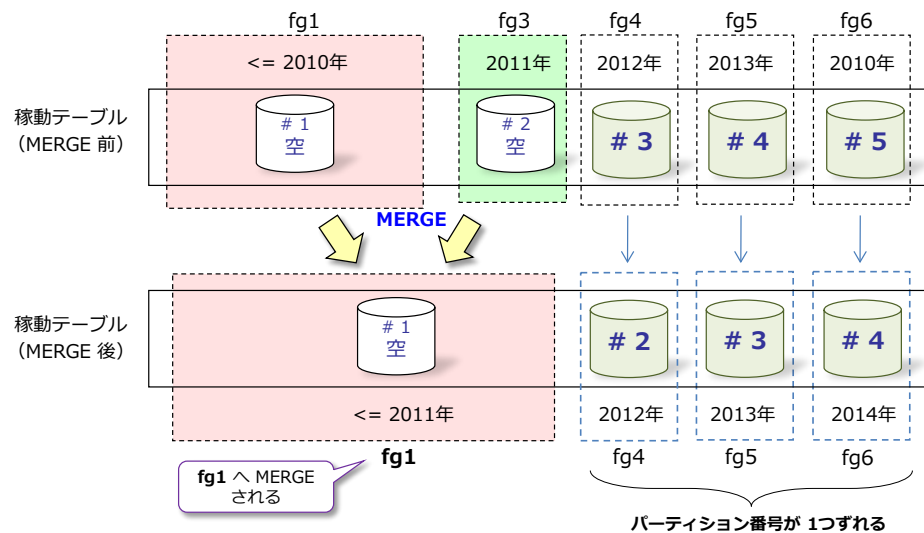 fg1 fg3 fg4 fg5 fg6
<= 2010年 2011年 2012年 2013年 2010年
稼動テーブル
（MERGE 前）
# 1
空
# 2
空
# 3
# 4
# 5
MERGE
稼動テーブル
（MERGE 後）
# 1
空
# 2
# 3
# 4
<= 2011年 2012年 2013年 2014年
fg1 fg4 fg5 fg6
fg1 へ MERGE
される
パーティション番号が 1つずれる